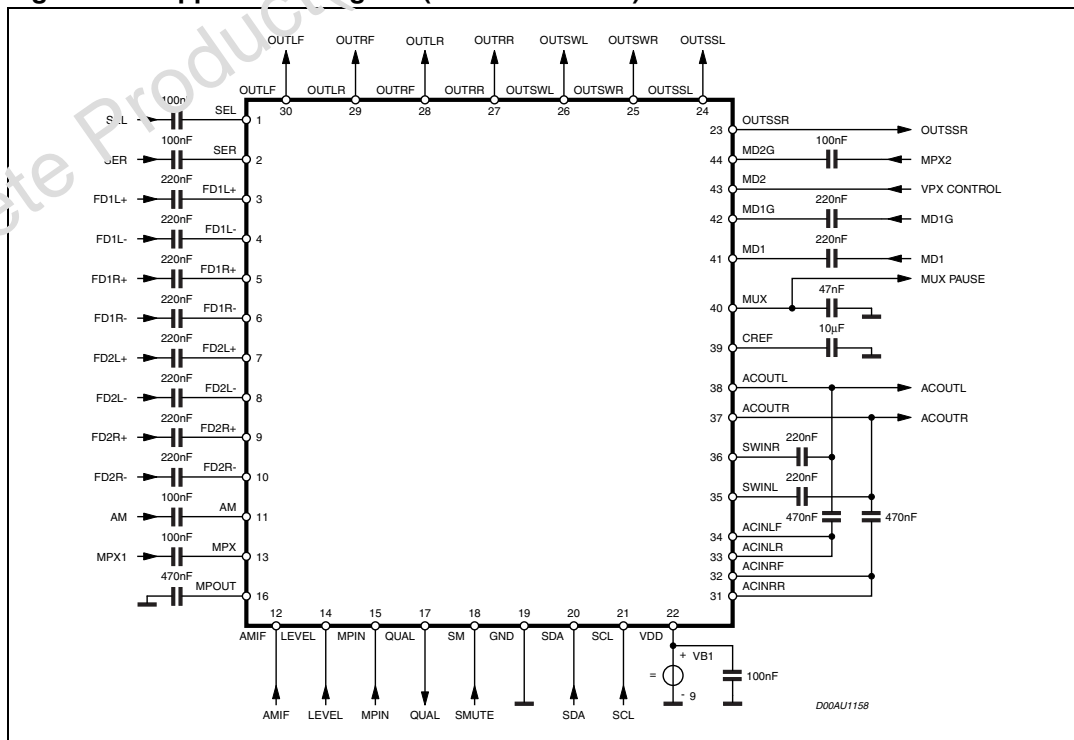 OUTLF OUTRF OUTLR OUTRR OUTSWL OUTSWR OUTSSL
OUTLF OUTLR OUTRF OUTRR OUTSWL OUTSWR OUTSSL
30 29 28 27 26 25 24
100nF
SEL SEL 1
100nF
SER SER 2
220nF
FD1L+ FD1L+ 3
220nF
FD1L- FD1L- 4
220nF
FD1R+ FD1R+ 5
220nF
FD1R- FD1R- 6
220nF
FD2L+ FD2L+ 7
220nF
FD2L- FD2L- 8
220nF
FD2R+ FD2R+ 9
220nF
FD2R- FD2R- 10
100nF
AM AM 11
100nF
MPX1 MPX 13
470nF
MPOUT 16
23 OUTSSR OUTSSR
100nF
44 MD2G MPX2
43 MD2 VPX CONTROL
220nF
42 MD1G MD1G
220nF
41 MD1 MD1
MUX PAUSE
47nF
40 MUX
10µF
39 CREF
38 ACOUTL ACOUTL
37 ACOUTR ACOUTR
220nF
36 SWINR
220nF
35 SWINL
470nF 470nF
34 ACINLF
33 ACINLR
32 ACINRF
31 ACINRR
12 14 15 17 18 19 20 21 22
AMIF LEVEL MPIN QUAL SM GND SDA SCL VDD
+ VB1
=
- 9
100nF
AMIF LEVEL MPIN QUAL SMUTE SDA SCL
D00AU1158